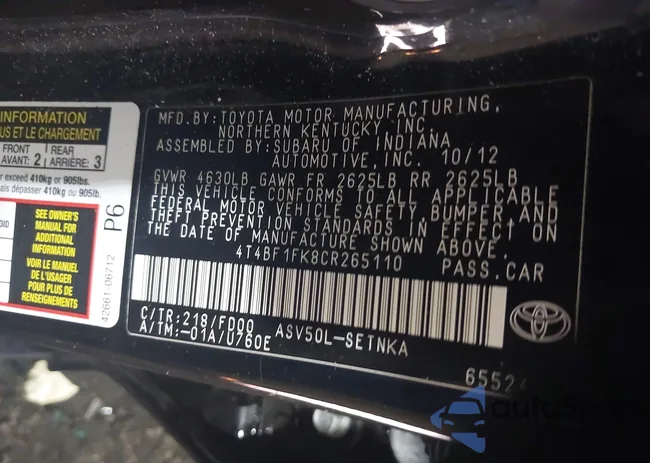 INFORMATION
US ET LE CHARGEMENT
FRONT
AVANT: 2
REAR
ARRIÈRE: 3
exceed 410kg or 905lbs.
dépasser 410kg ou 905lb.
SEE OWNER'S
MANUAL FOR
ADDITIONAL
INFORMATION
VOIR LE MANUEL
DE L'USAGER
POUR PLUS DE
RENSEIGNEMENTS
P6
42661-06712
MFD.BY:TOYOTA MOTOR MANUFACTURING,
NORTHERN KENTUCKY,INC.
ASSEMBLED BY:SUBARU OF INDIANA
AUTOMOTIVE,INC. 10/12
GVWR 4630LB GAWR FR 2625LB RR 2625LB
THIS VEHICLE CONFORMS TO ALL APPLICABLE
FEDERAL MOTOR VEHICLE SAFETY,BUMPER AND
THEFT PREVENTION STANDARDS IN EFFECT ON
THE DATE OF MANUFACTURE SHOWN ABOVE.
4T4BF1FK8CR265110 PASS.CAR
C/TR:218/FD00
A/TM:-01A/U760E
ASV50L-SETNKA
6552